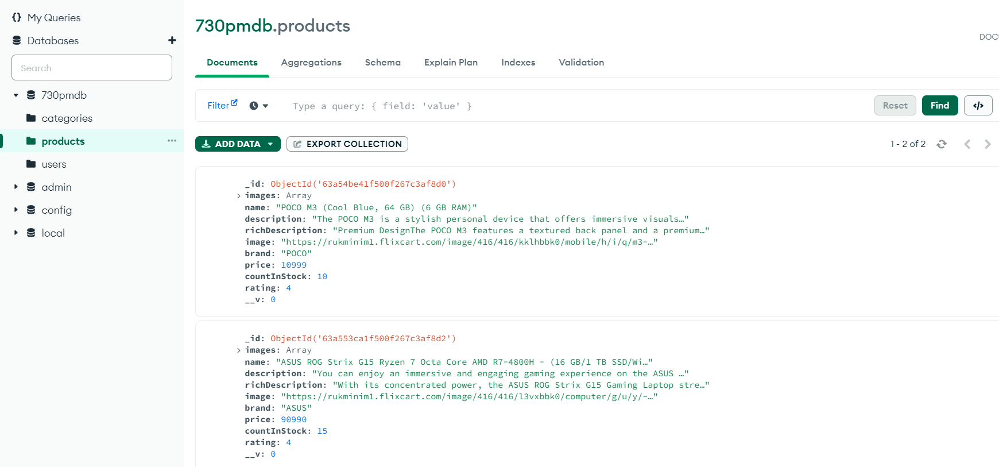 My Queries
Databases
Search
730pmdb
categories
products
users
admin
config
local
730pmdb.products
DOCU
Documents
Aggregations
Schema
Explain Plan
Indexes
Validation
Filter
Type a query: { field: 'value' }
Reset
Find
</>
ADD DATA
EXPORT COLLECTION
1 - 2 of 2
_id: ObjectId('63a54be41f500f267c3af8d0')
images: Array
name: "POCO M3 (Cool Blue, 64 GB) (6 GB RAM)"
description: "The POCO M3 is a stylish personal device that offers immersive visuals…"
richDescription: "Premium DesignThe POCO M3 features a textured back panel and a premium…"
image: "https://rukminim1.flixcart.com/image/416/416/kklhbbk0/mobile/h/i/q/m3-…"
brand: "POCO"
price: 10999
countInStock: 10
rating: 4
__v: 0
_id: ObjectId('63a553ca1f500f267c3af8d2')
images: Array
name: "ASUS ROG Strix G15 Ryzen 7 Octa Core AMD R7-4800H - (16 GB/1 TB SSD/Wi…"
description: "You can enjoy an immersive and engaging gaming experience on the ASUS …"
richDescription: "With its concentrated power, the ASUS ROG Strix G15 Gaming Laptop stre…"
image: "https://rukminim1.flixcart.com/image/416/416/l3vxbbk0/computer/g/u/y/-…"
brand: "ASUS"
price: 90990
countInStock: 15
rating: 4
__v: 0